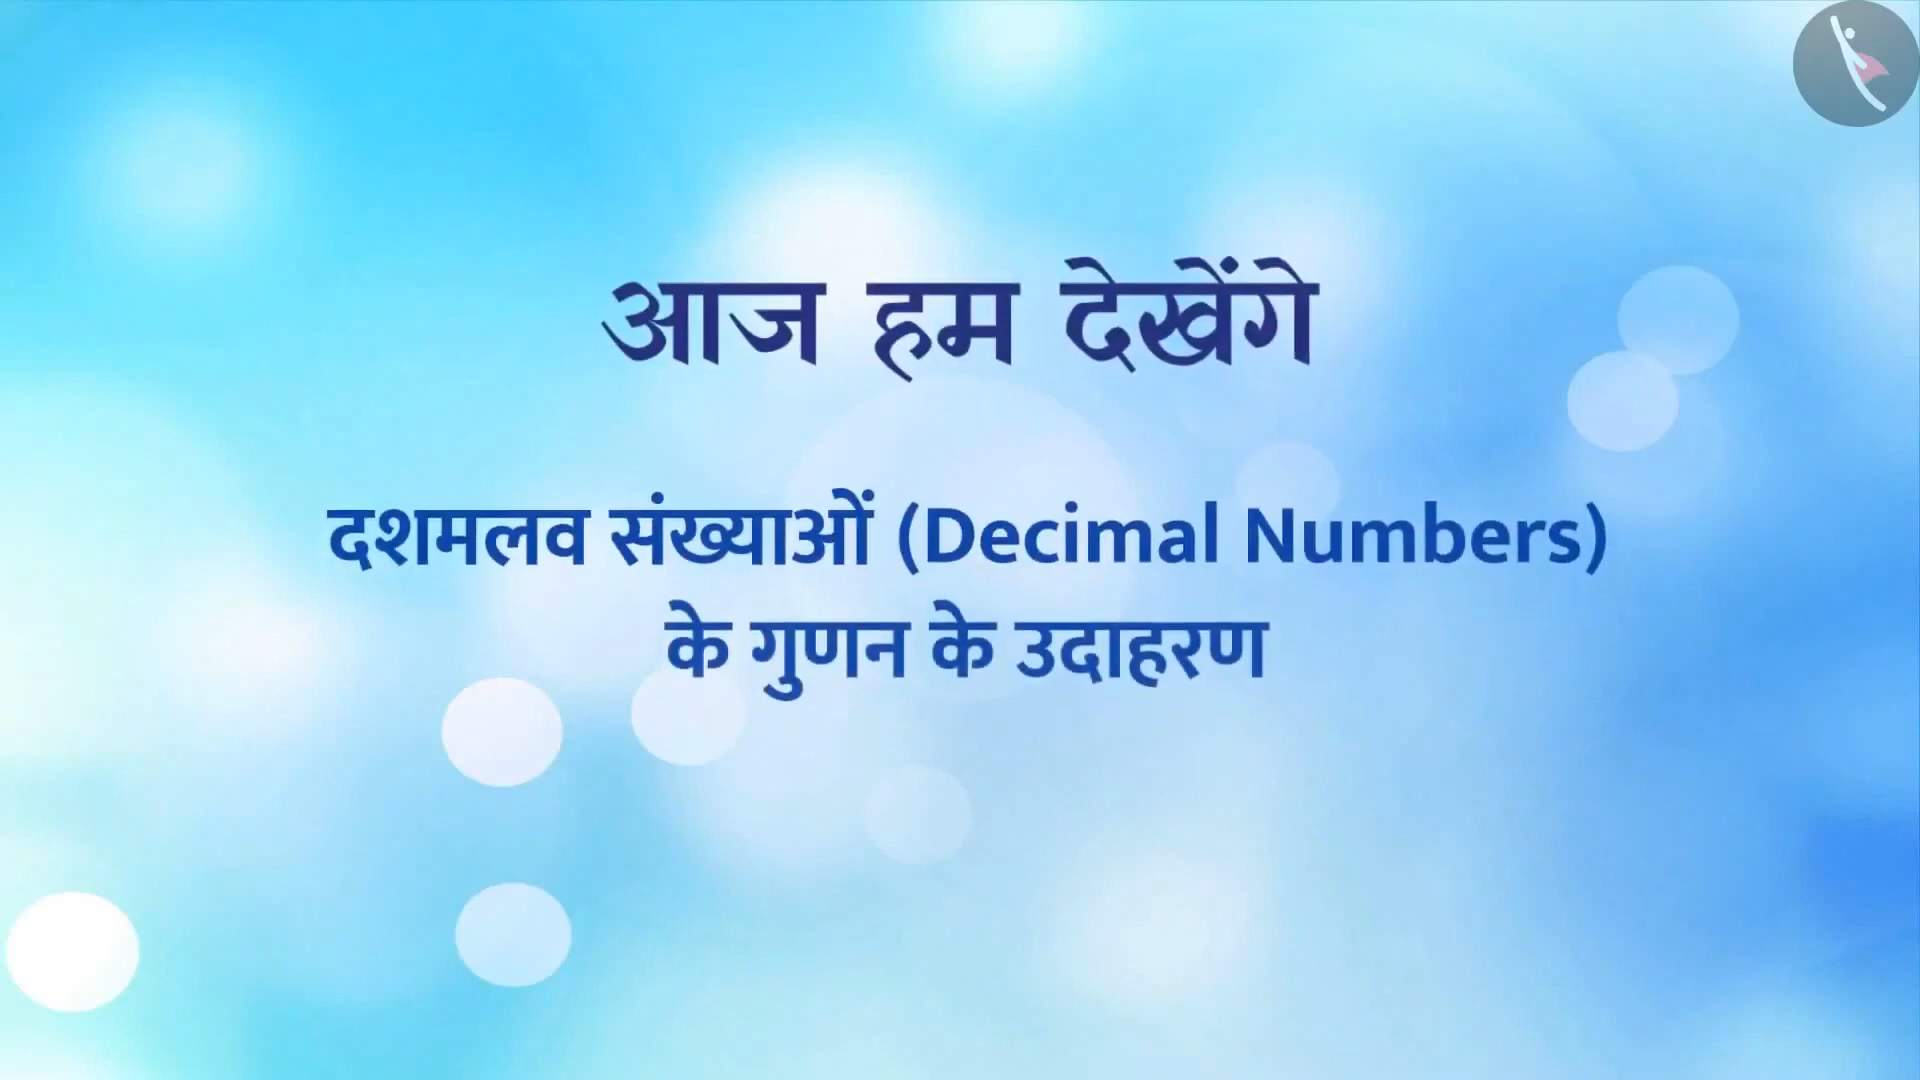 आज हम देखेंगे
दशमलव संख्याओं (Decimal Numbers)
के गुणन के उदाहरण